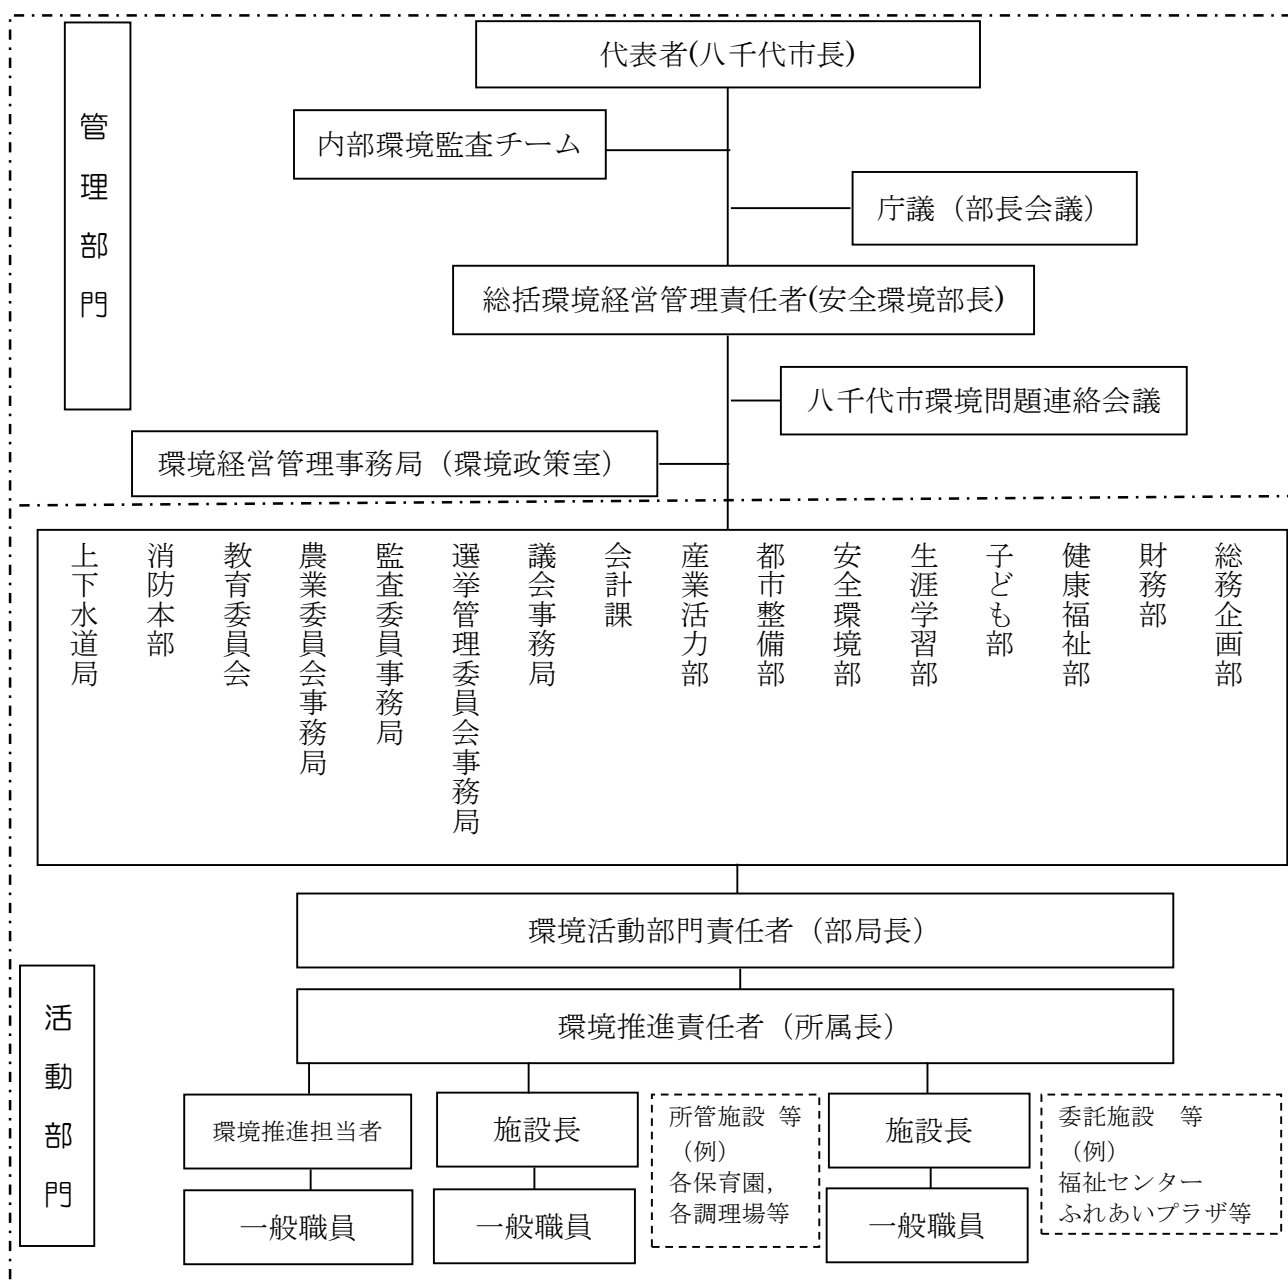 管理部門
代表者(八千代市長)
内部環境監査チーム
庁議（部長会議）
総括環境経営管理責任者(安全環境部長)
八千代市環境問題連絡会議
環境経営管理事務局（環境政策室）
総務企画部
財務部
健康福祉部
子ども部
生涯学習部
安全環境部
都市整備部
産業活力部
会計課
議会事務局
選挙管理委員会事務局
監査委員事務局
農業委員会事務局
教育委員会
消防本部
上下水道局
活動部門
環境活動部門責任者（部局長）
環境推進責任者（所属長）
環境推進担当者
一般職員
施設長
一般職員
所管施設 等
（例）
各保育園,
各調理場等
施設長
一般職員
委託施設　等
（例）
福祉センター
ふれあいプラザ等